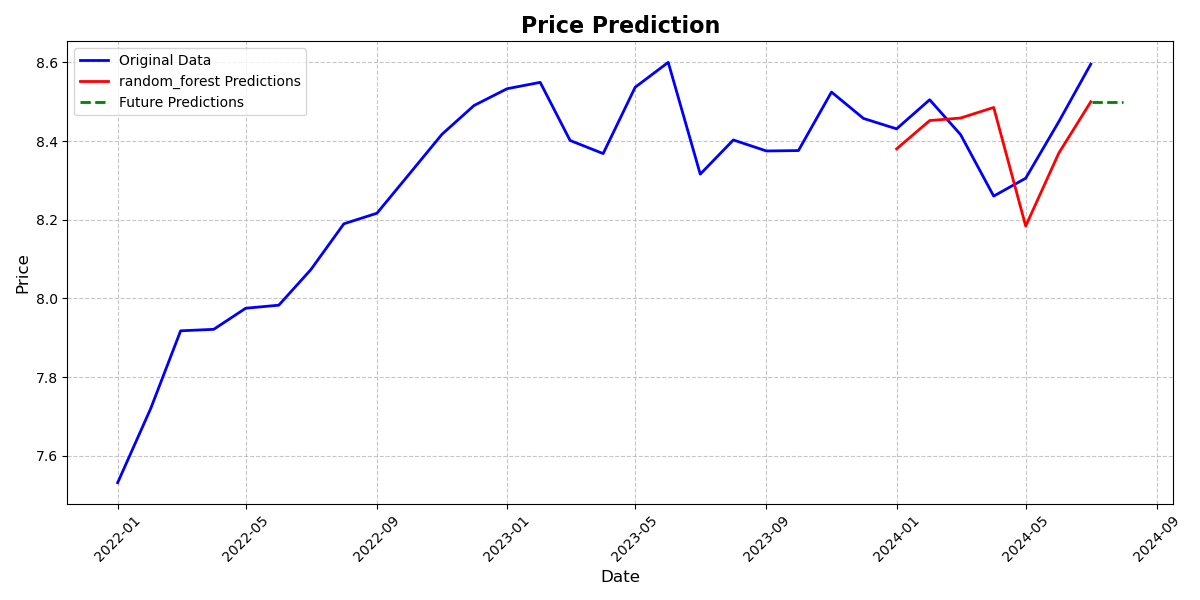 Price Prediction
Original Data
random_forest Predictions
Future Predictions
Price
8.6
8.4
8.2
8.0
7.8
7.6
2022-01
2022-05
2022-09
2023-01
2023-05
2023-09
2024-01
2024-05
2024-09
Date